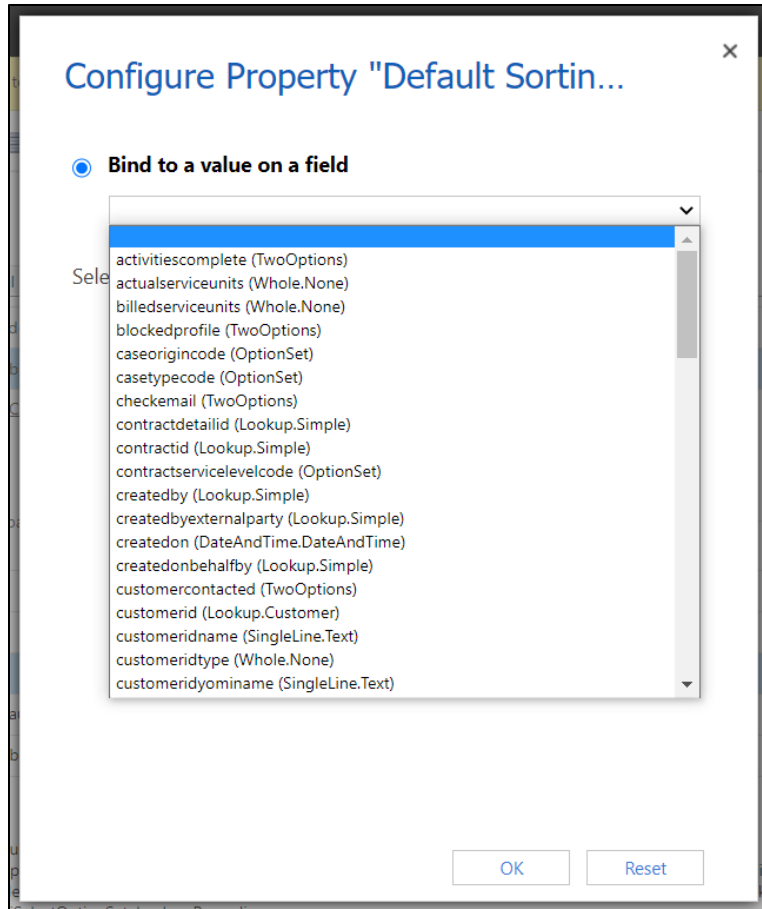 Configure Property "Default Sortin...
Bind to a value on a field
activitiescomplete (TwoOptions)
Sele
actualserviceunits (Whole.None)
billedserviceunits (Whole.None)
blockedprofile (TwoOptions)
caseorigincode (OptionSet)
casetypecode (OptionSet)
checkemail (TwoOptions)
contractdetailid (Lookup.Simple)
contractid (Lookup.Simple)
contractservicelevelcode (OptionSet)
createdby (Lookup.Simple)
createdbyexternalparty (Lookup.Simple)
createdon (DateAndTime.DateAndTime)
createdonbehalfby (Lookup.Simple)
customercontacted (TwoOptions)
customerid (Lookup.Customer)
customeridname (SingleLine.Text)
customeridtype (Whole.None)
customeridyominame (SingleLine.Text)
OK Reset